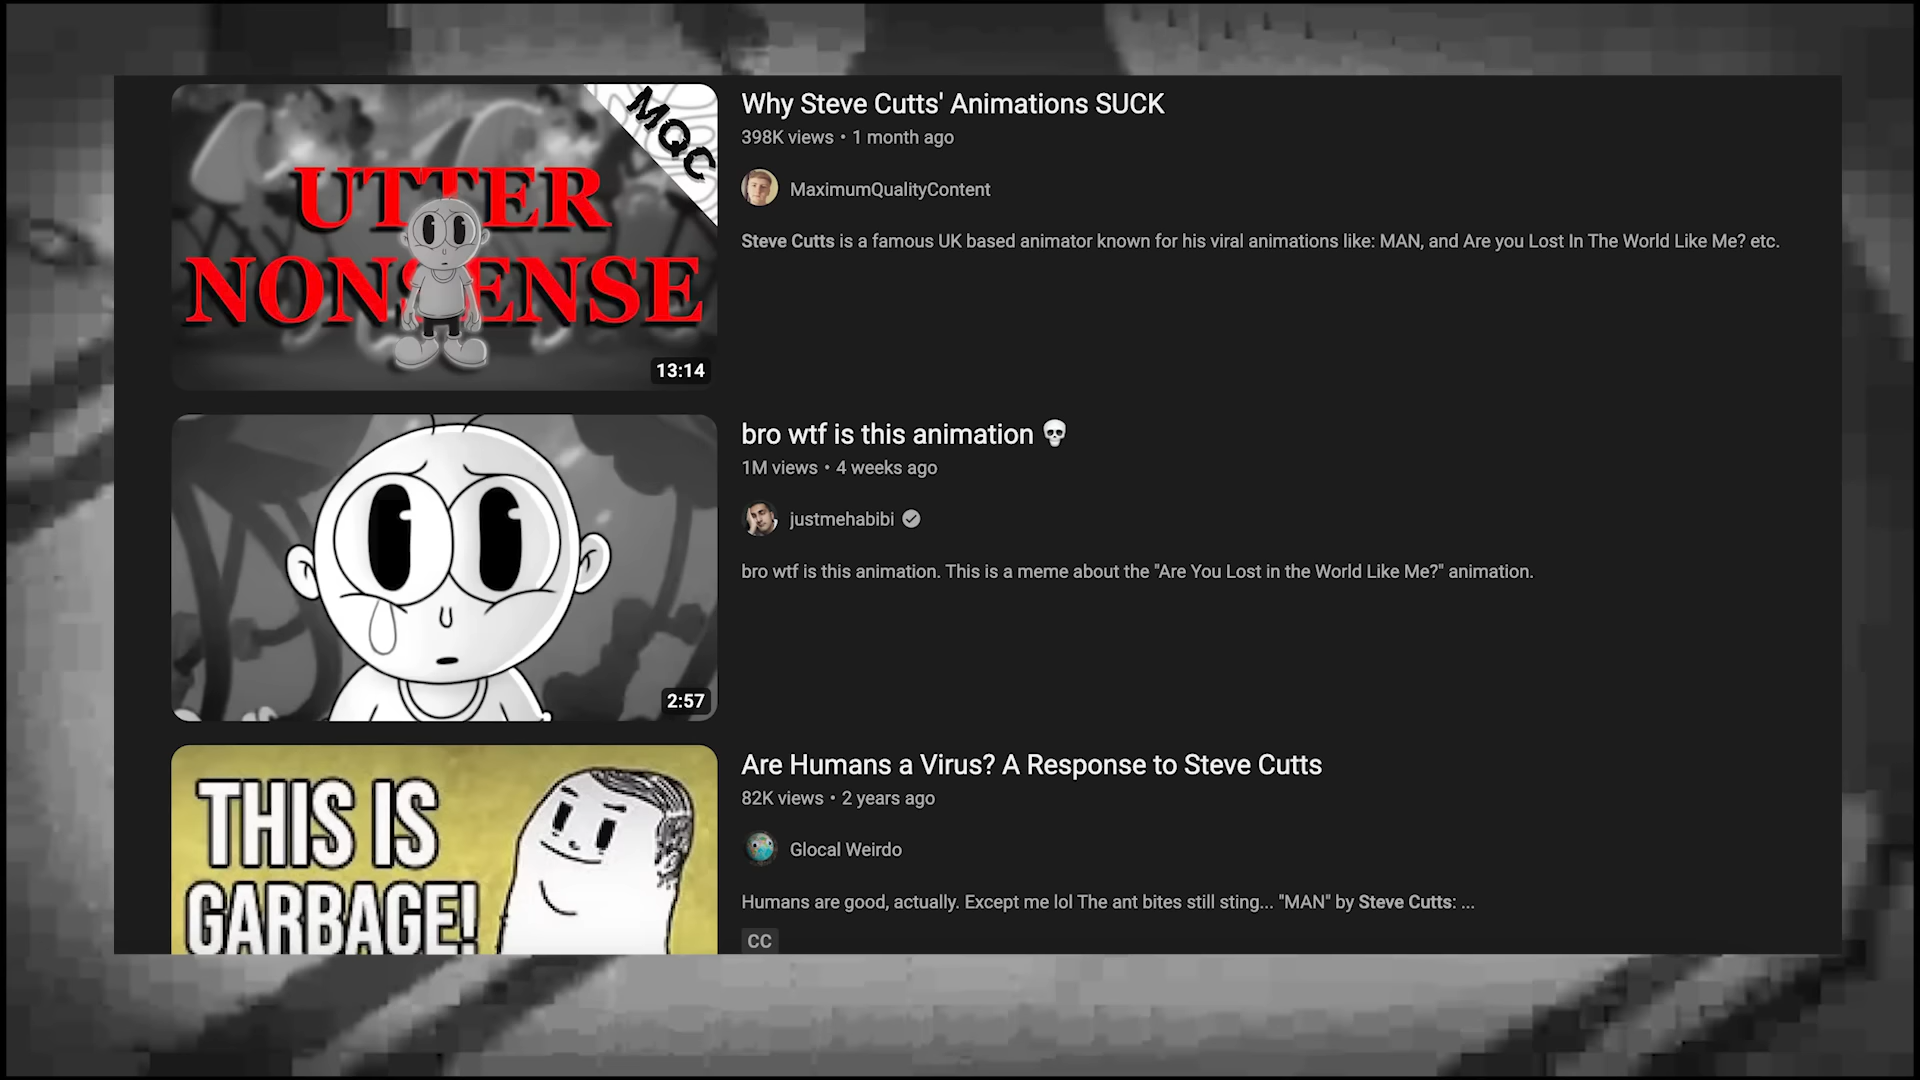 MQC
UTTER
NONSENSE
13:14
Why Steve Cutts' Animations SUCK
398K views • 1 month ago
MaximumQualityContent
Steve Cutts is a famous UK based animator known for his viral animations like: MAN, and Are you Lost In The World Like Me? etc.
2:57
bro wtf is this animation 💀
1M views • 4 weeks ago
justmehabibi
bro wtf is this animation. This is a meme about the "Are You Lost in the World Like Me?" animation.
THIS IS
GARBAGE!
Are Humans a Virus? A Response to Steve Cutts
82K views • 2 years ago
Glocal Weirdo
Humans are good, actually. Except me lol The ant bites still sting... "MAN" by Steve Cutts: ...
CC